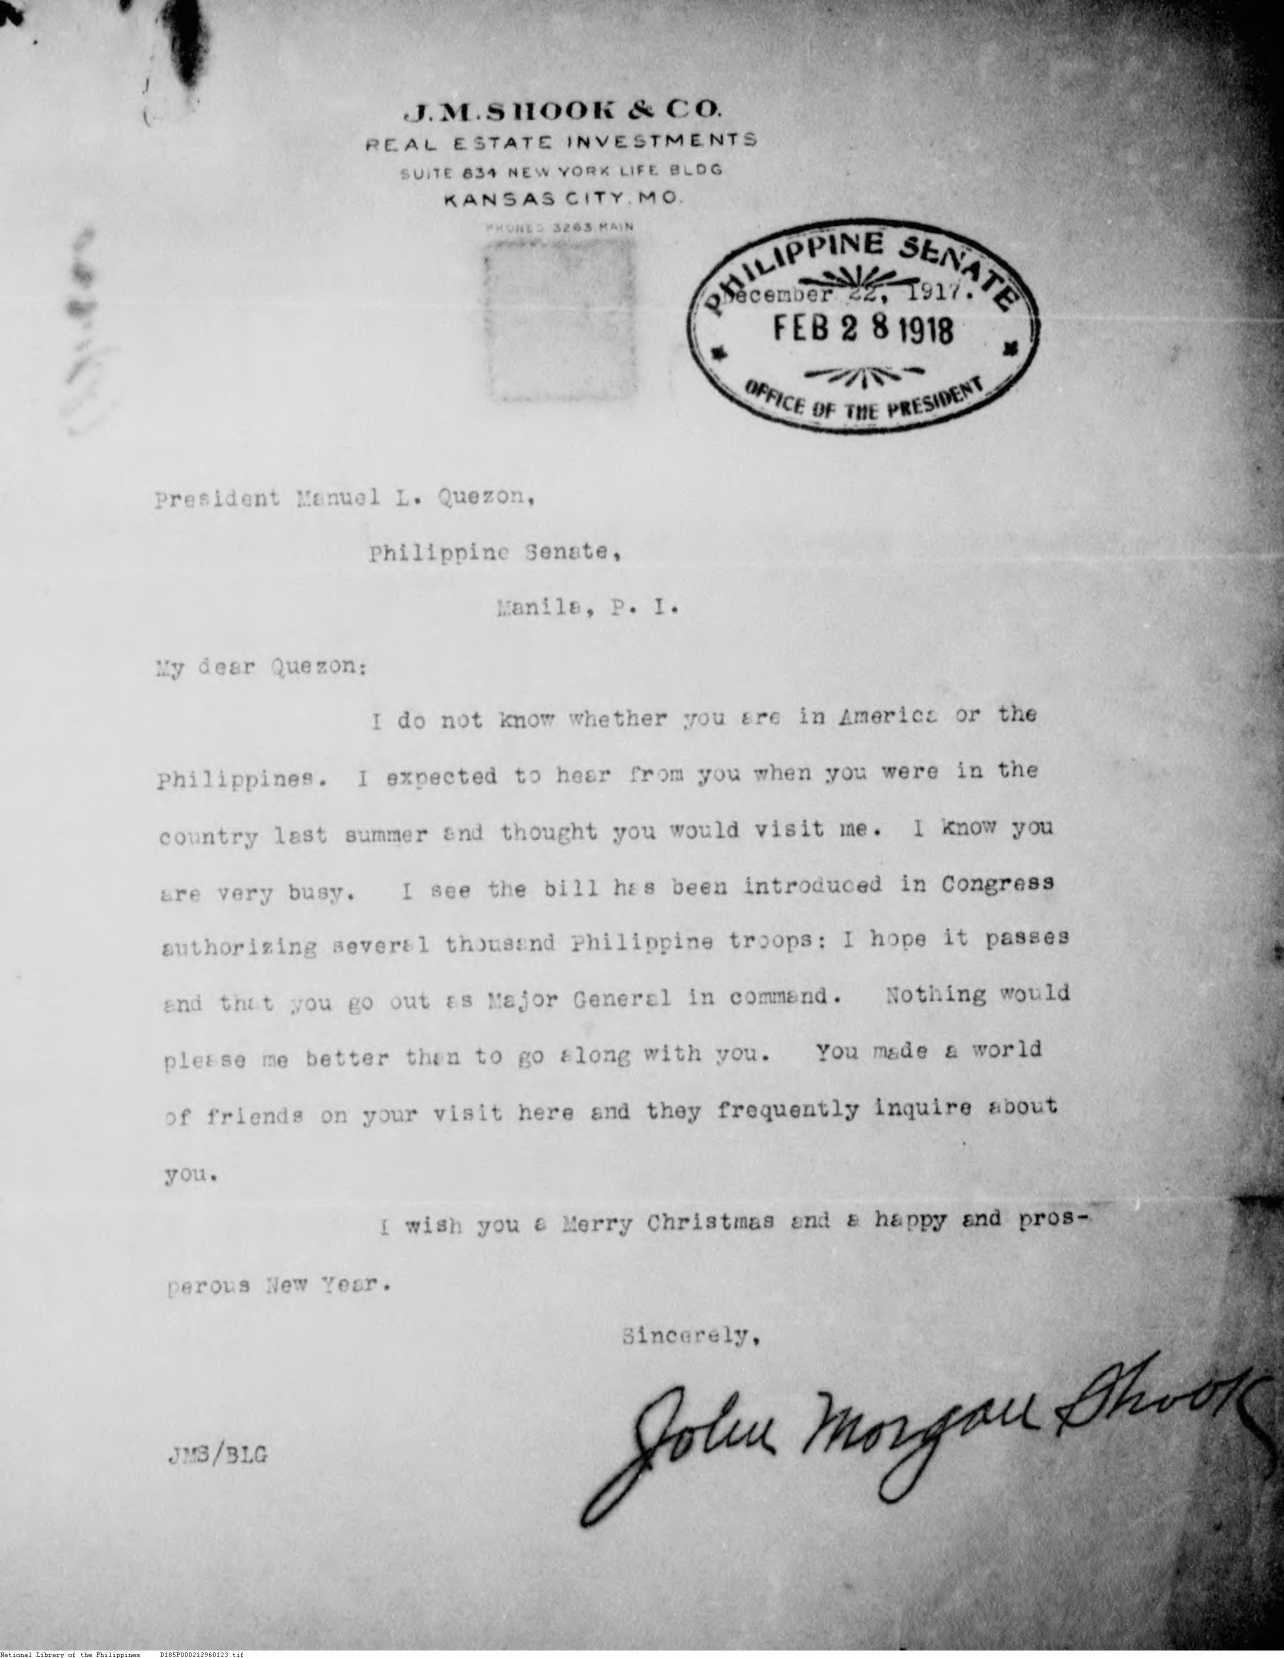 J. M. SHOOK & CO.
REAL ESTATE INVESTMENTS
SUITE 634 NEW YORK LIFE BLDG
KANSAS CITY, MO.
PHONES 3263 MAIN
PHILIPPINE SENATE
December 22, 1917.
FEB 28 1918
OFFICE OF THE PRESIDENT
President Manuel L. Quezon,
Philippine Senate,
Manila, P. I.
My dear Quezon:
I do not know whether you are in America or the
Philippines. I expected to hear from you when you were in the
country last summer and thought you would visit me. I know you
are very busy. I see the bill has been introduced in Congress
authorizing several thousand Philippine troops: I hope it passes
and that you go out as Major General in command. Nothing would
please me better than to go along with you. You made a world
of friends on your visit here and they frequently inquire about
you.
I wish you a Merry Christmas and a happy and pros-
perous New Year.
Sincerely,
John Morgan Shook
JMS/BLG
National Library of the Philippines D185P000212960123.tif